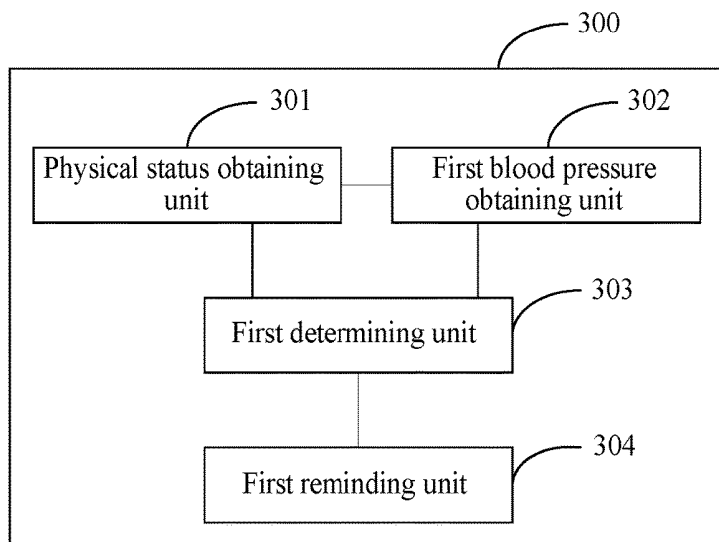 300
301
302
Physical status obtaining
unit
First blood pressure
obtaining unit
303
First determining unit
304
First reminding unit